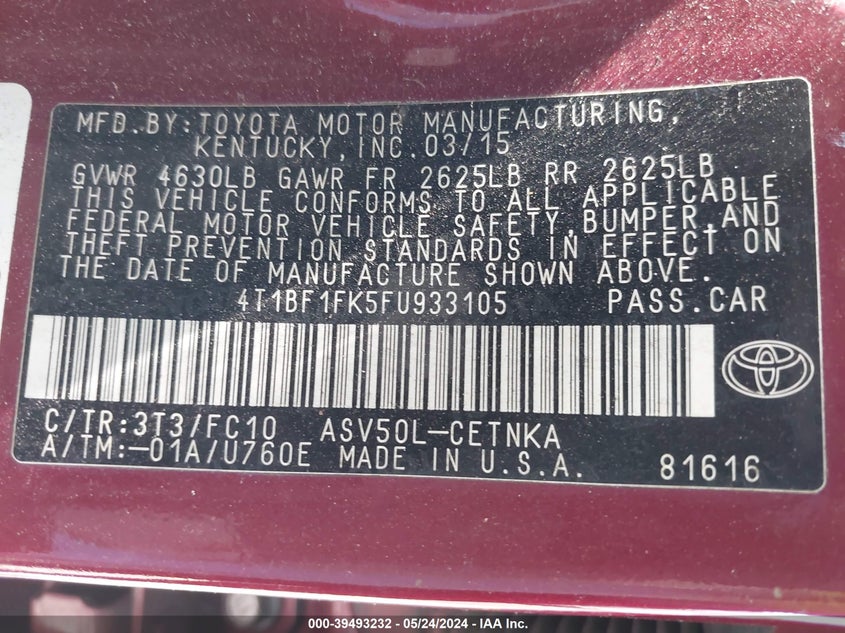 MFD.BY:TOYOTA MOTOR MANUFACTURING,
KENTUCKY, INC. 03/15
GVWR 4630LB GAWR FR 2625LB RR 2625LB
THIS VEHICLE CONFORMS TO ALL APPLICABLE
FEDERAL MOTOR VEHICLE SAFETY, BUMPER, AND
THEFT PREVENTION STANDARDS IN EFFECT ON
THE DATE OF MANUFACTURE SHOWN ABOVE.
4T1BF1FK5FU933105 PASS.CAR
C/TR:3T3/FC10 ASV50L-CETNKA
A/TM:-01A/U760E MADE IN U.S.A. 81616
000-39493232 - 05/24/2024 - IAA Inc.